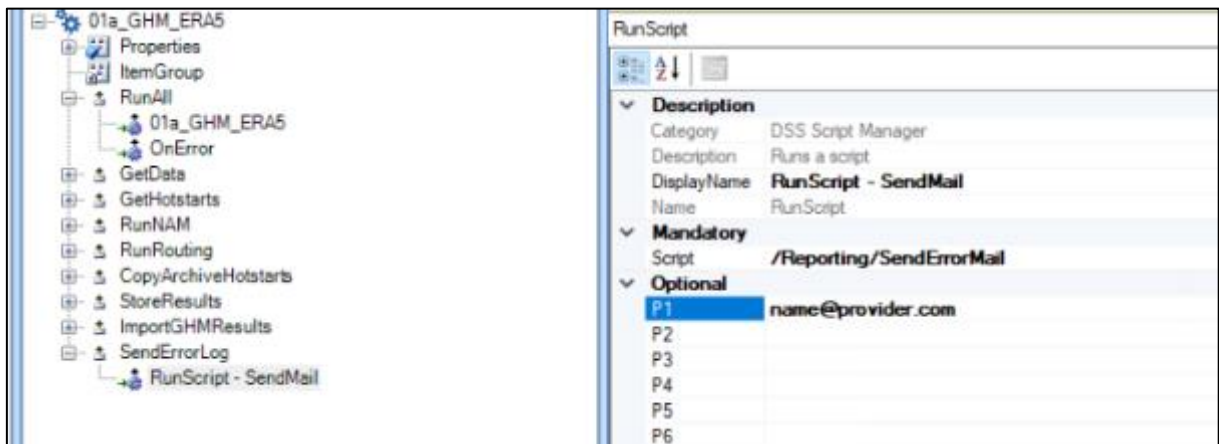 01a_GHM_ERA5
Properties
ItemGroup
RunAll
01a_GHM_ERA5
OnError
GetData
GetHotstarts
RunNAM
RunRouting
CopyArchiveHotstarts
StoreResults
ImportGHMResults
SendErrorLog
RunScript - SendMail
RunScript
Description
Category DSS Script Manager
Description Runs a script
DisplayName RunScript - SendMail
Name RunScript
Mandatory
Script /Reporting/SendErrorMail
Optional
P1 name@provider.com
P2
P3
P4
P5
P6